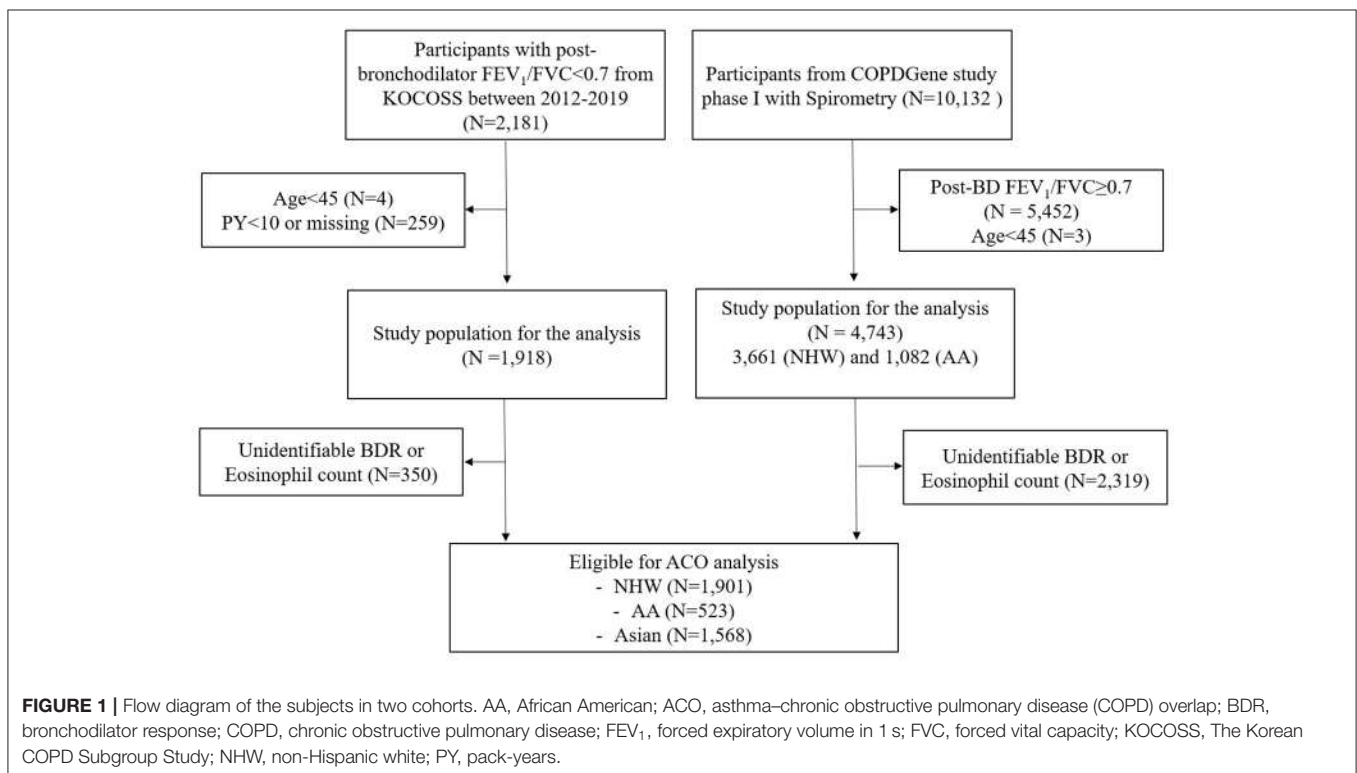 Participants with post-
bronchodilator FEV₁/FVC<0.7 from
KOCOSS between 2012-2019
(N=2,181)
Participants from COPDGene study
phase I with Spirometry (N=10,132 )
Age<45 (N=4)
PY<10 or missing (N=259)
Post-BD FEV₁/FVC≥0.7
(N = 5,452)
Age<45 (N=3)
Study population for the analysis
(N =1,918)
Study population for the analysis
(N = 4,743)
3,661 (NHW) and 1,082 (AA)
Unidentifiable BDR or
Eosinophil count (N=350)
Unidentifiable BDR or
Eosinophil count (N=2,319)
Eligible for ACO analysis
- NHW (N=1,901)
- AA (N=523)
- Asian (N=1,568)
FIGURE 1 | Flow diagram of the subjects in two cohorts. AA, African American; ACO, asthma–chronic obstructive pulmonary disease (COPD) overlap; BDR,
bronchodilator response; COPD, chronic obstructive pulmonary disease; FEV₁, forced expiratory volume in 1 s; FVC, forced vital capacity; KOCOSS, The Korean
COPD Subgroup Study; NHW, non-Hispanic white; PY, pack-years.